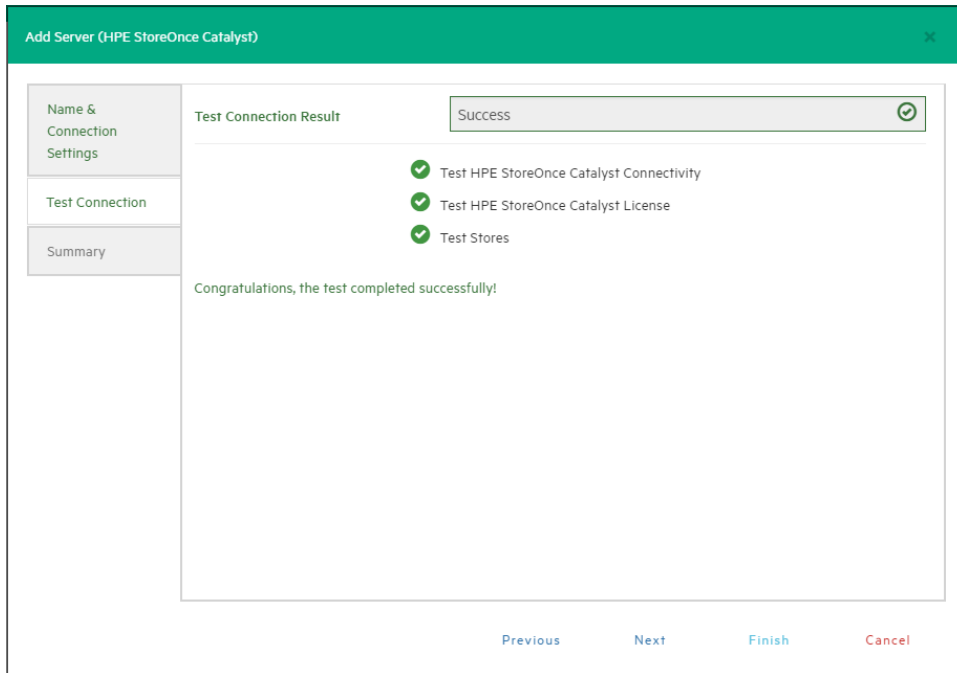 Add Server (HPE StoreOnce Catalyst)
Name &
Connection
Settings
Test Connection
Summary
Test Connection Result
Success
Test HPE StoreOnce Catalyst Connectivity
Test HPE StoreOnce Catalyst License
Test Stores
Congratulations, the test completed successfully!
Previous
Next
Finish
Cancel